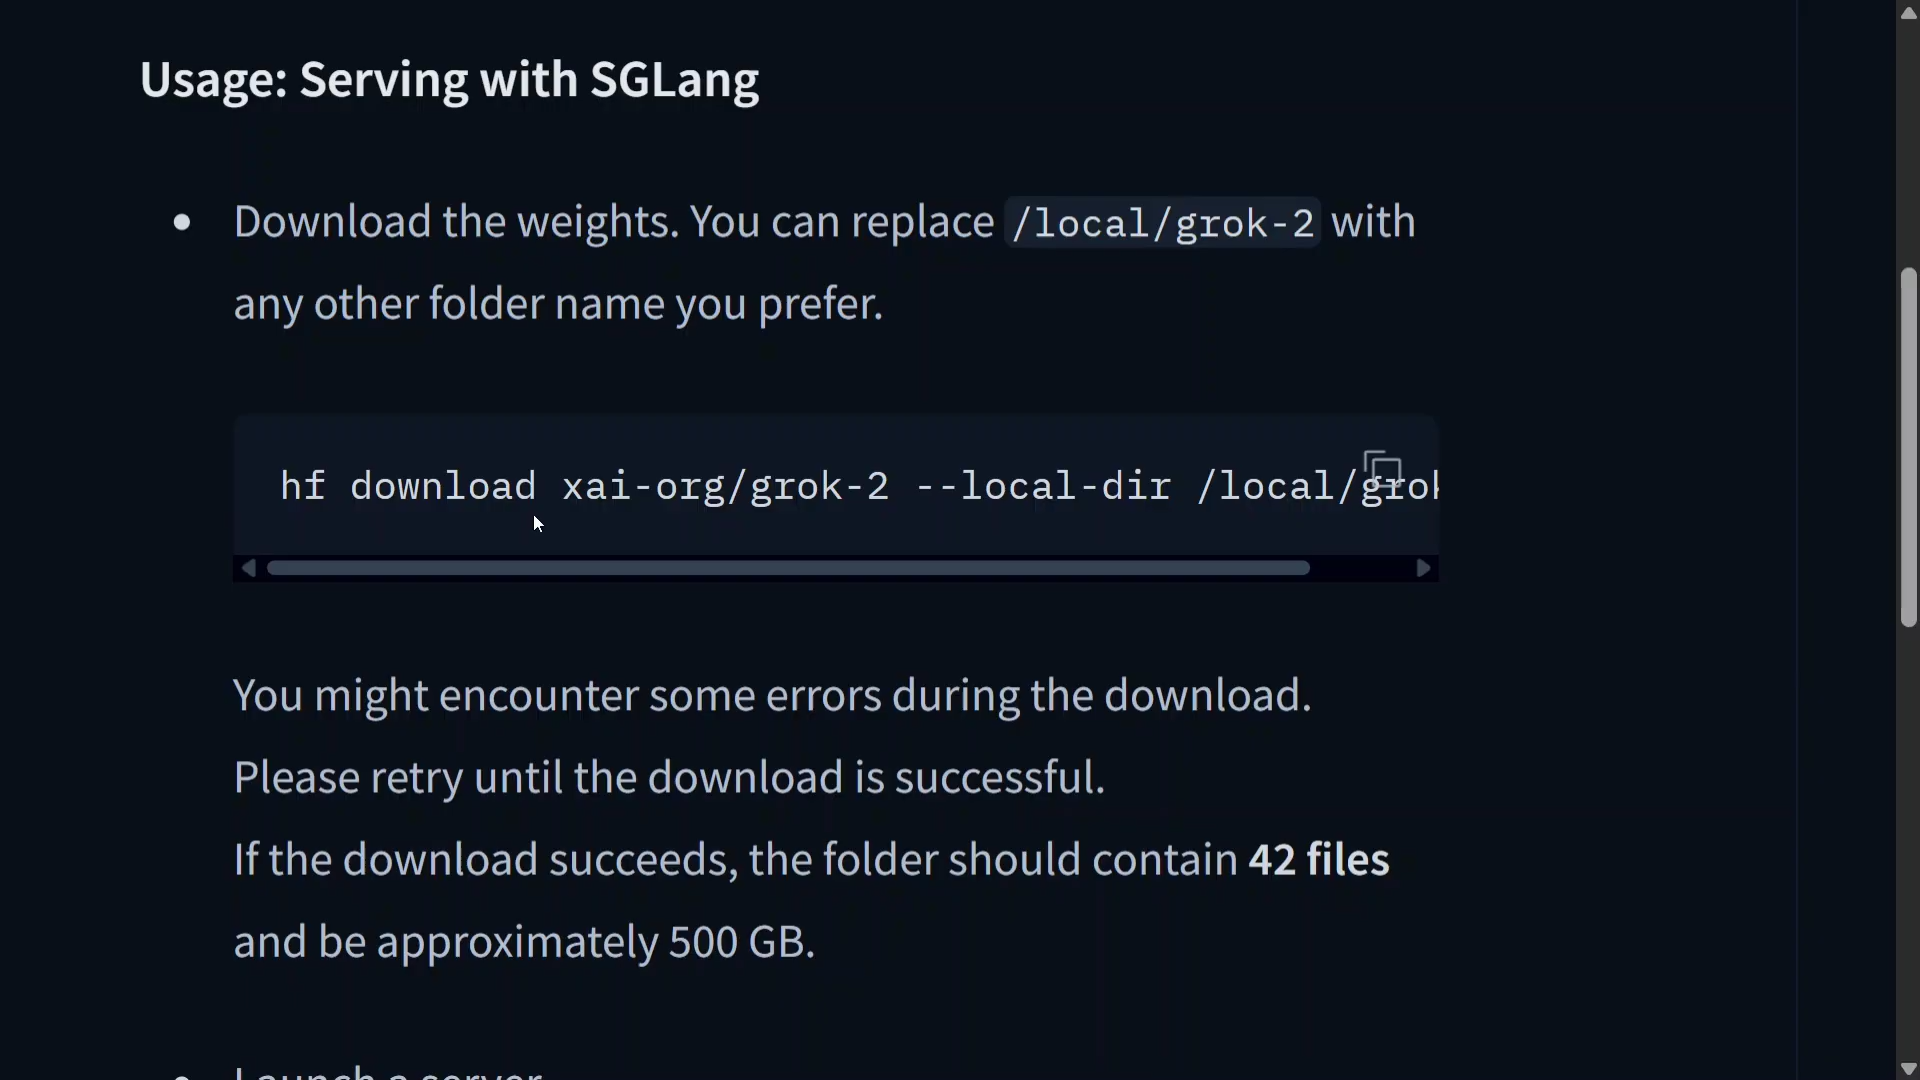 Usage: Serving with SGLang
Download the weights. You can replace /local/grok-2 with
any other folder name you prefer.
hf download xai-org/grok-2 --local-dir /local/grok
You might encounter some errors during the download.
Please retry until the download is successful.
If the download succeeds, the folder should contain 42 files
and be approximately 500 GB.
Launch a server